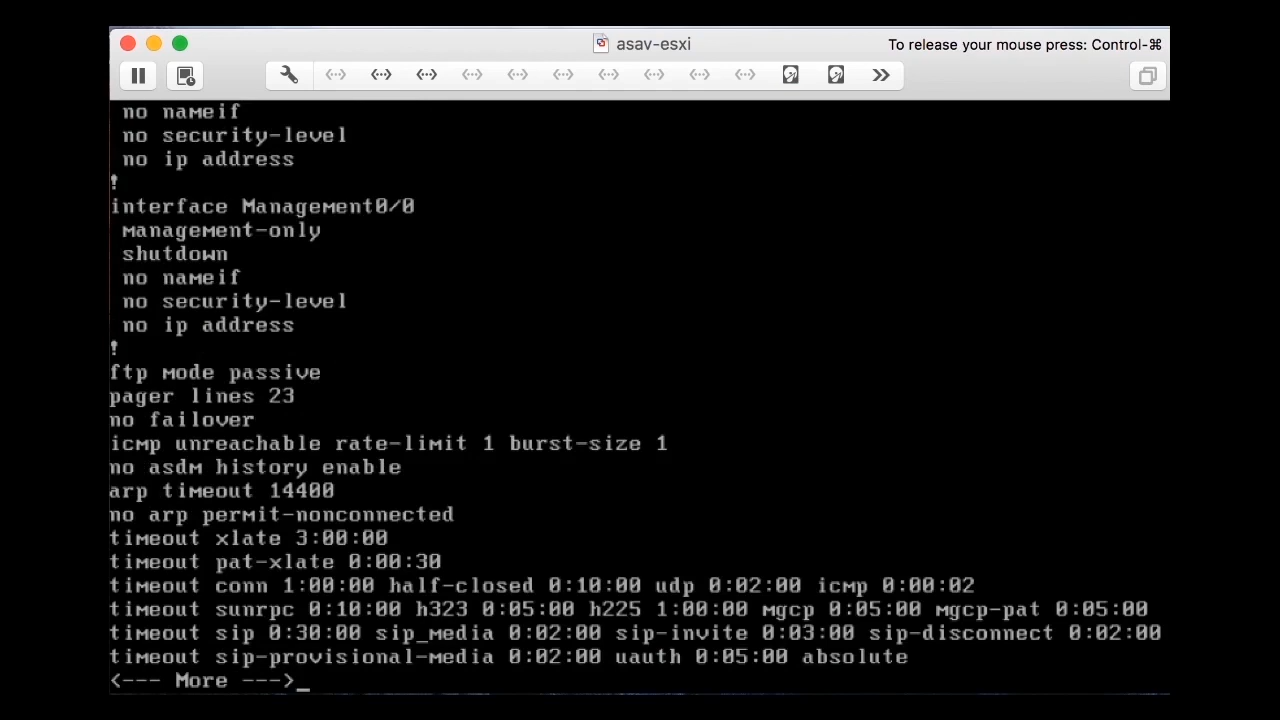 asav-esxi
To release your mouse press: Control-⌘
no nameif
no security-level
no ip address
!
interface Management0/0
management-only
shutdown
no nameif
no security-level
no ip address
!
ftp mode passive
pager lines 23
no failover
icmp unreachable rate-limit 1 burst-size 1
no asdm history enable
arp timeout 14400
no arp permit-nonconnected
timeout xlate 3:00:00
timeout pat-xlate 0:00:30
timeout conn 1:00:00 half-closed 0:10:00 udp 0:02:00 icmp 0:00:02
timeout sunrpc 0:10:00 h323 0:05:00 h225 1:00:00 mgcp 0:05:00 mgcp-pat 0:05:00
timeout sip 0:30:00 sip_media 0:02:00 sip-invite 0:03:00 sip-disconnect 0:02:00
timeout sip-provisional-media 0:02:00 uauth 0:05:00 absolute
<--- More --->_